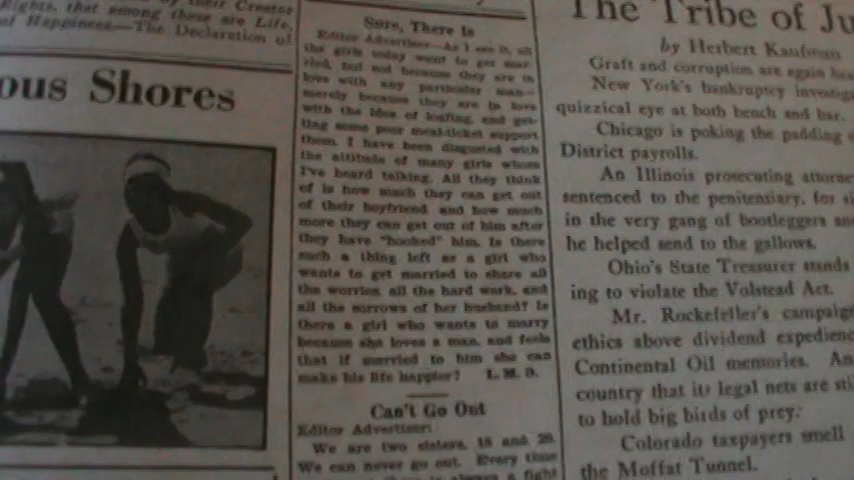 their Creator
Rights, that among these are Life,
of Happiness—The Declaration of
ous Shores
Sure, There Is
Editor Advertiser—As I see it, all
the girls today want to get mar-
ried, but not because they are in
love with any particular man—
merely because they are in love
with the idea of loafing, and get-
ting some poor meal-ticket support
them. I have been disgusted with
the attitude of many girls whom
I've heard talking. All they think
of is how much they can get out
of their boyfriend and how much
more they can get out of him after
they have "hooked" him. Is there
such a thing left as a girl who
wants to get married to share all
the worries, all the hard work, and
all the sorrows of her husband? Is
there a girl who wants to marry
because she loves a man, and feels
that if married to him she can
make his life happier? L. M. D.
Can't Go Out
Editor Advertiser:
We are two sisters, 18 and 20.
We can never go out. Every time
always a fight
The Tribe of Ju
by Herbert Kaufman
Graft and corruption are again
New York's bankruptcy investig
quizzical eye at both bench and bar.
Chicago is poking the padding
District payrolls.
An Illinois prosecuting attorne
sentenced to the penitentiary, for si
in the very gang of bootleggers and
he helped send to the gallows.
Ohio's State Treasurer stands
ing to violate the Volstead Act.
Mr. Rockefeller's campaign
ethics above dividend expedienc
Continental Oil memories. An
country that its legal nets are sti
to hold big birds of prey.
Colorado taxpayers smell
the Moffat Tunnel.